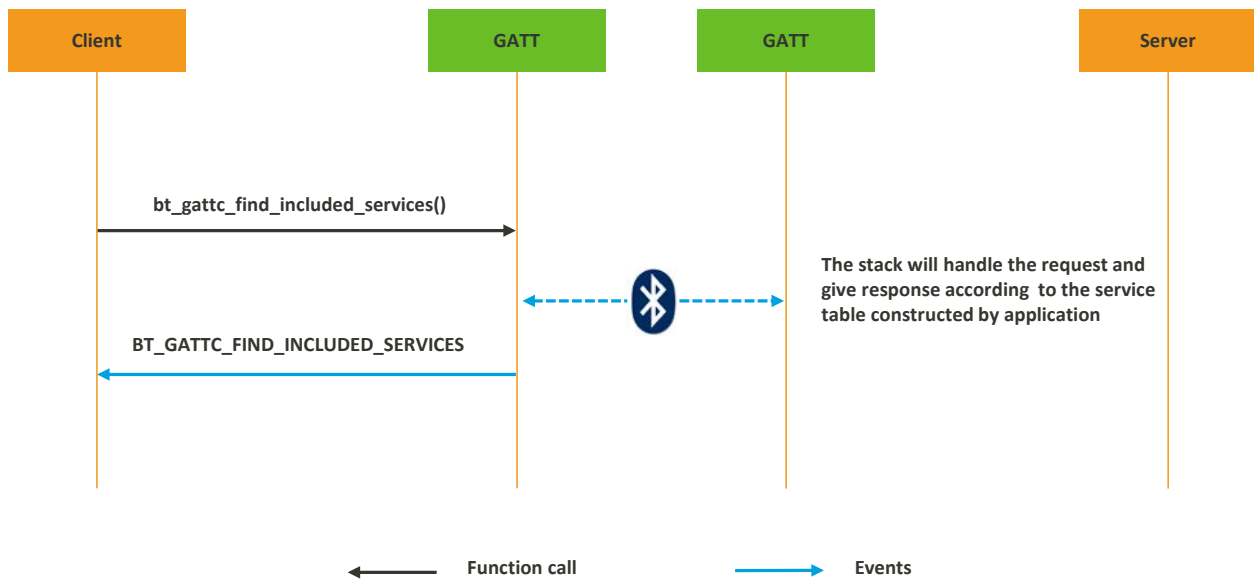 Client
GATT
GATT
Server
bt_gattc_find_included_services()
The stack will handle the request and
give response according to the service
table constructed by application
BT_GATTC_FIND_INCLUDED_SERVICES
Function call
Events